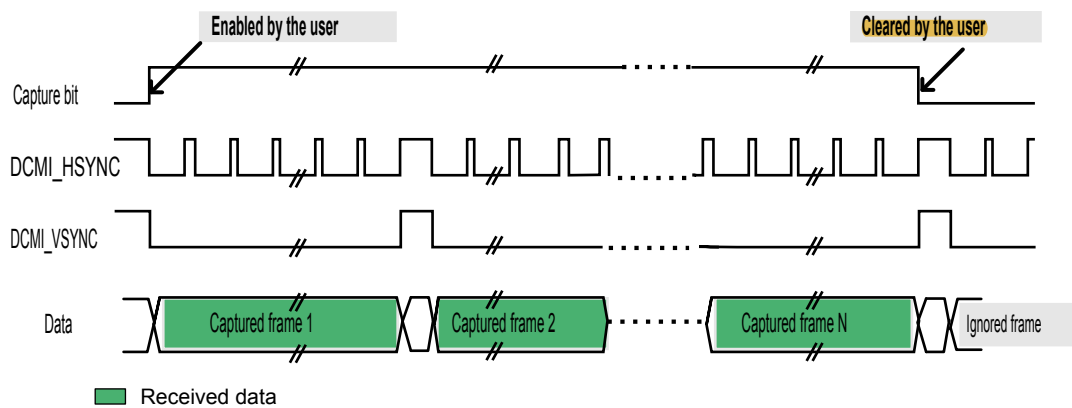 Enabled by the user
Cleared by the user
Capture bit
DCMI_HSYNC
DCMI_VSYNC
Data
Captured frame 1
Captured frame 2
Captured frame N
Ignored frame
Received data